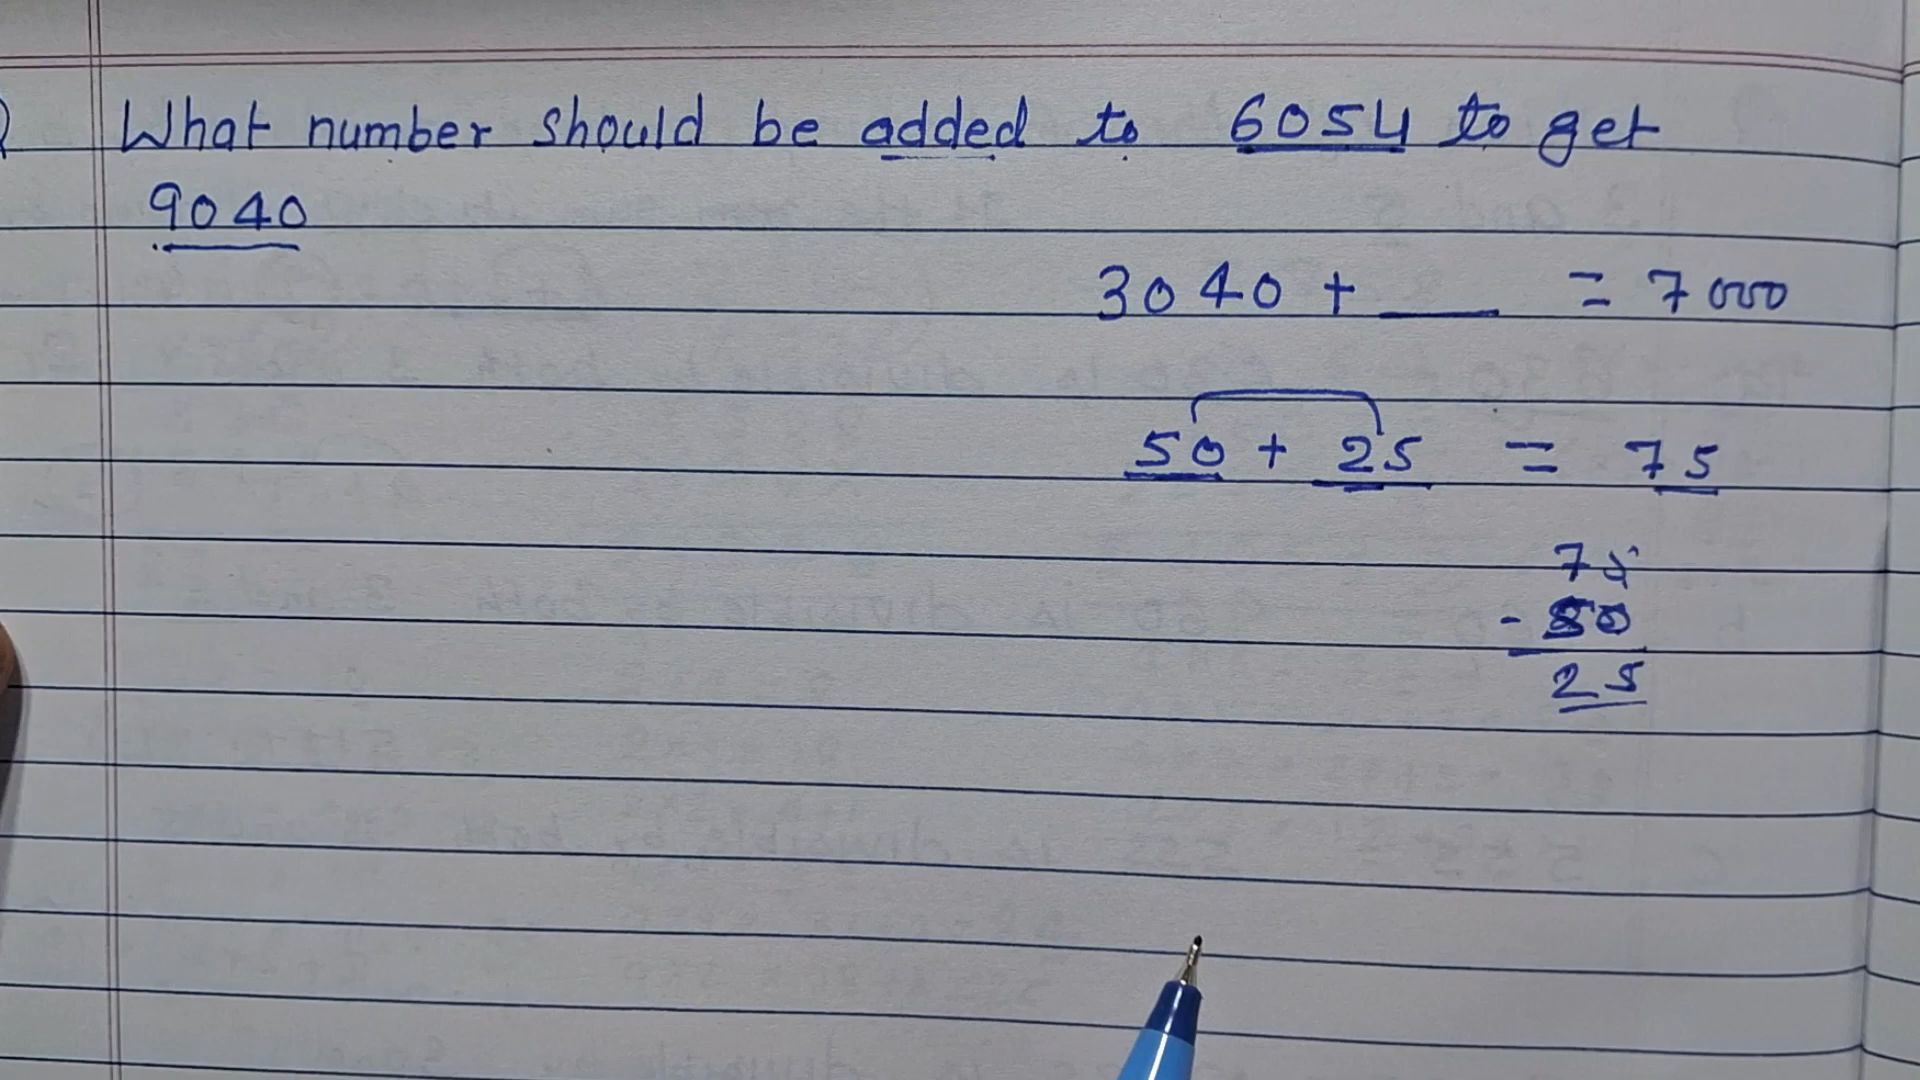 What number should be added to 6054 to get
9040
3040 + ___ = 7000
50 + 25 = 75
75
- 50
25